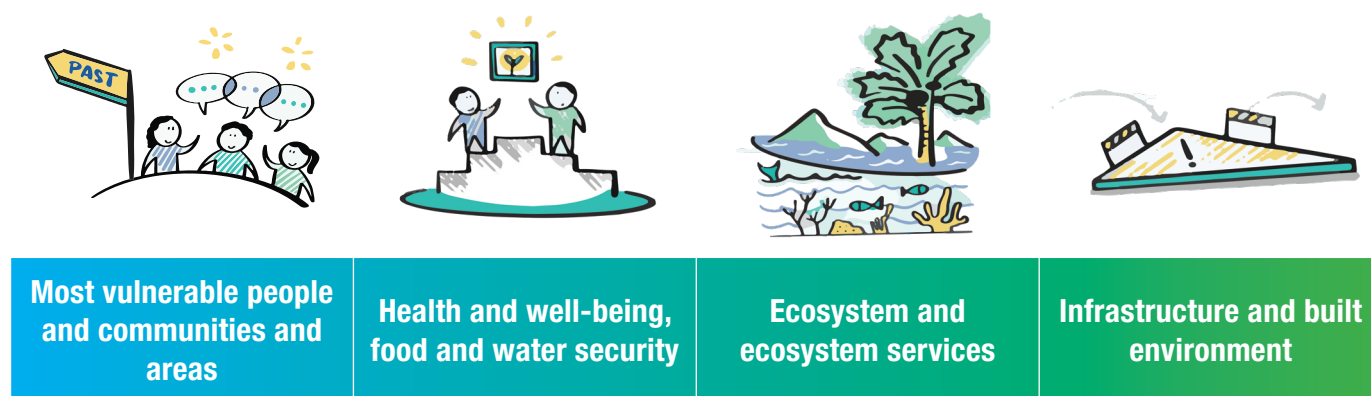 PAST
Most vulnerable people
and communities and
areas
Health and well-being,
food and water security
Ecosystem and
ecosystem services
Infrastructure and built
environment